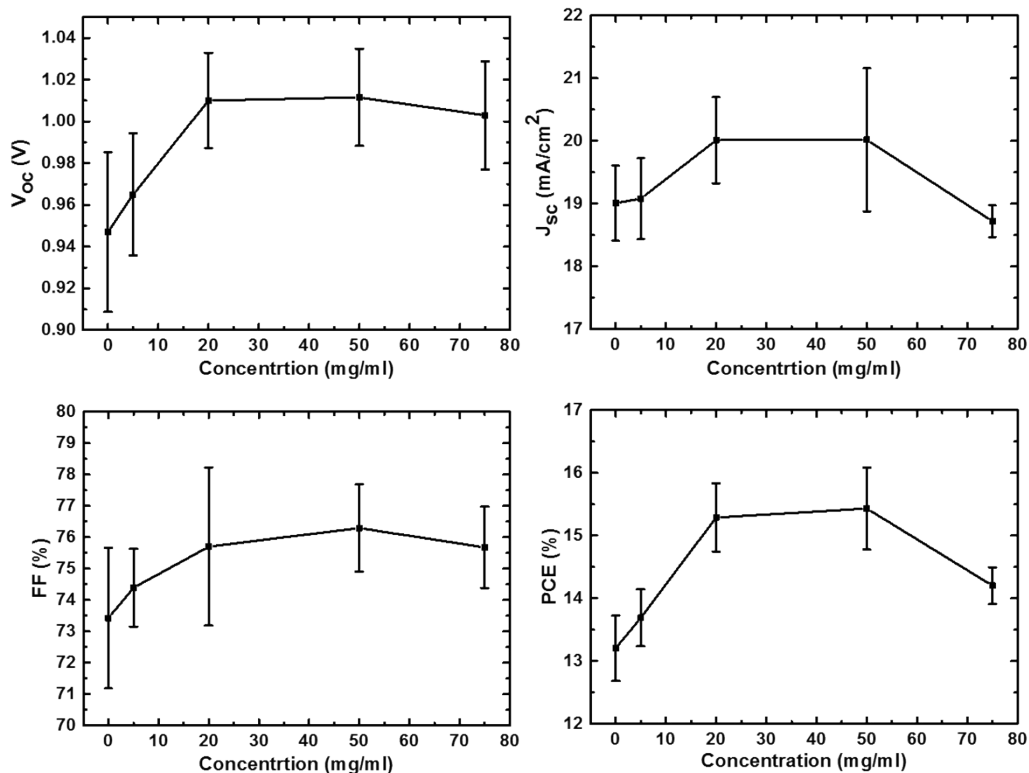 1.04
1.02
1.00
0.98
0.96
0.94
0.92
0.90
VOC (V)
0 10 20 30 40 50 60 70 80
Concentrtion (mg/ml)
22
21
20
19
18
17
JSC (mA/cm2)
0 10 20 30 40 50 60 70 80
Concentrtion (mg/ml)
80
79
78
77
76
75
74
73
72
71
70
FF (%)
0 10 20 30 40 50 60 70 80
Concentrtion (mg/ml)
17
16
15
14
13
12
PCE (%)
0 10 20 30 40 50 60 70 80
Concentration (mg/ml)